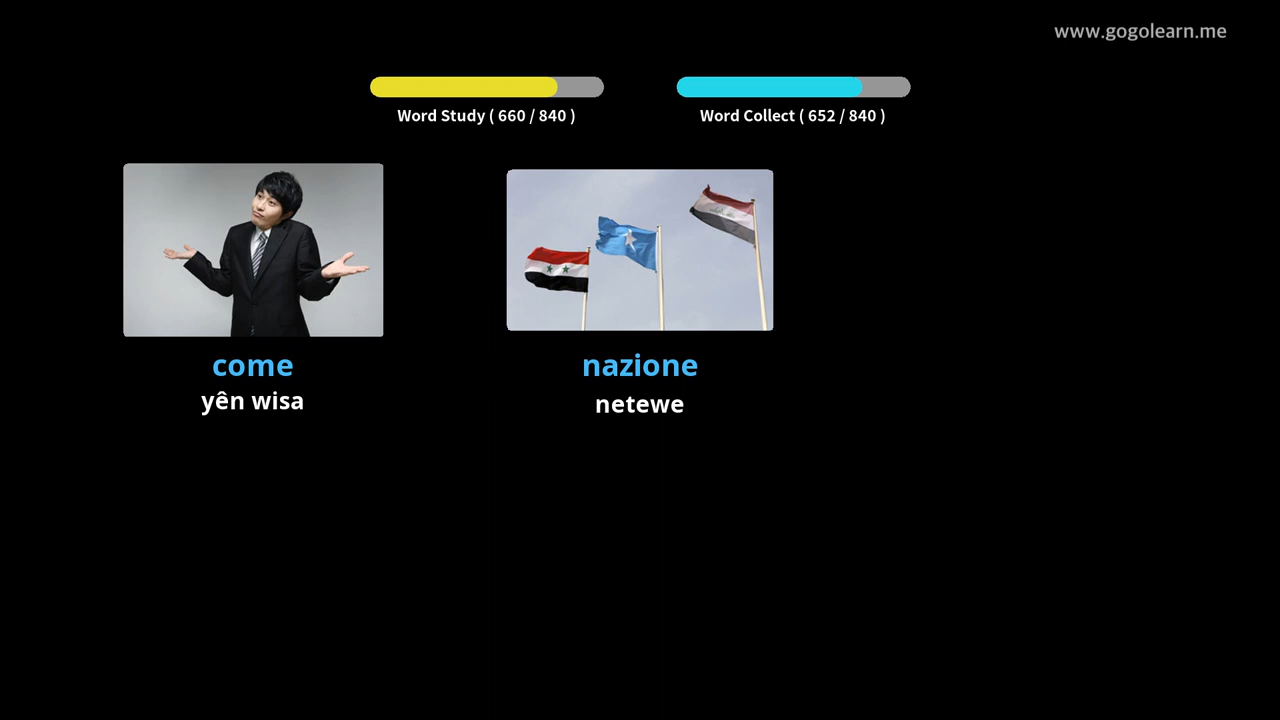 www.gogolearn.me
Word Study ( 660 / 840 )
Word Collect ( 652 / 840 )
come
yên wisa
nazione
netewe